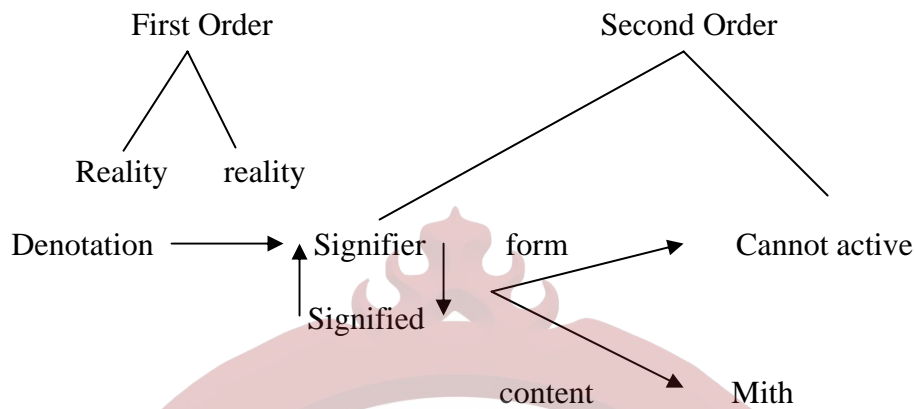 First Order Second Order
Reality reality
Denotation Signifier form Cannot active
Signified
content Mith